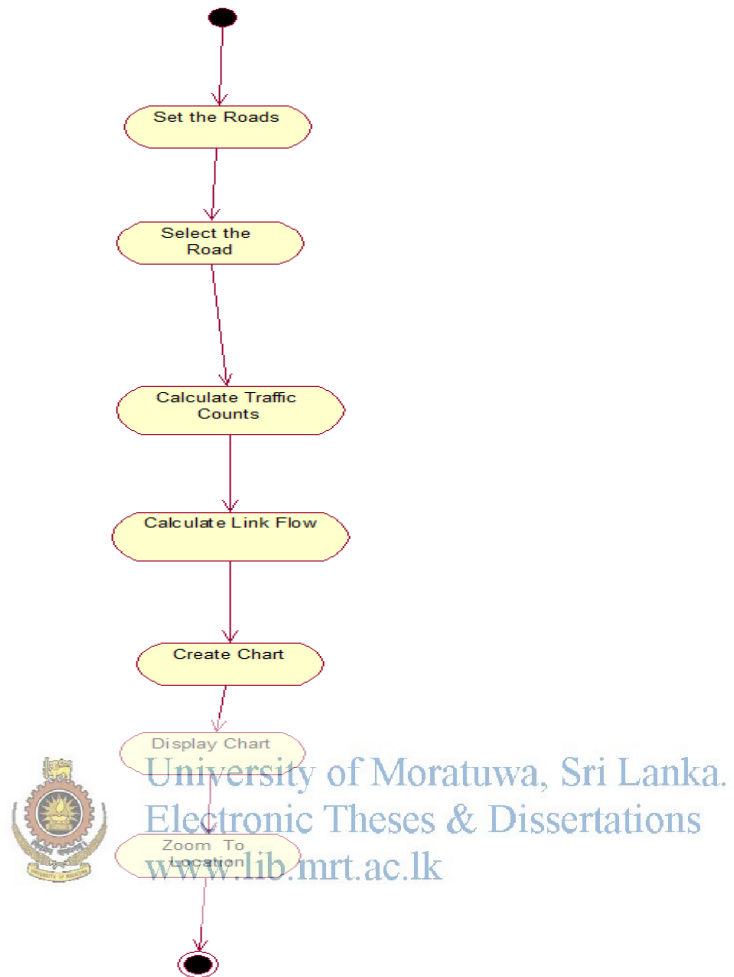 Set the Roads
Select the
Road
Calculate Traffic
Counts
Calculate Link Flow
Create Chart
Display Chart
University of Moratuwa, Sri Lanka.
Electronic Theses & Dissertations
Zoom To
Location
www.lib.mrt.ac.lk